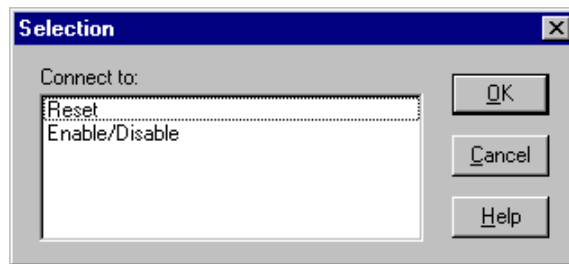 Selection
Connect to:
Reset
Enable/Disable
OK
Cancel
Help